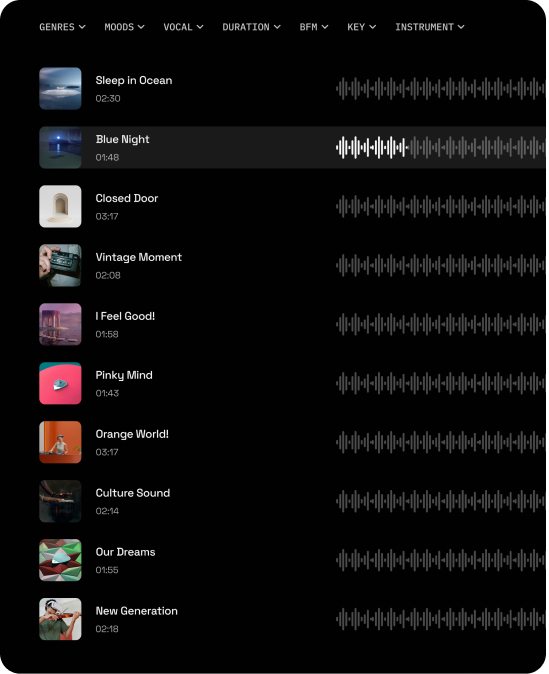 GENRES MOODS VOCAL DURATION BFM KEY INSTRUMENT
Sleep in Ocean
02:30
Blue Night
01:48
Closed Door
03:17
Vintage Moment
02:08
I Feel Good!
01:58
Pinky Mind
01:43
Orange World!
03:17
Culture Sound
02:14
Our Dreams
01:55
New Generation
02:18